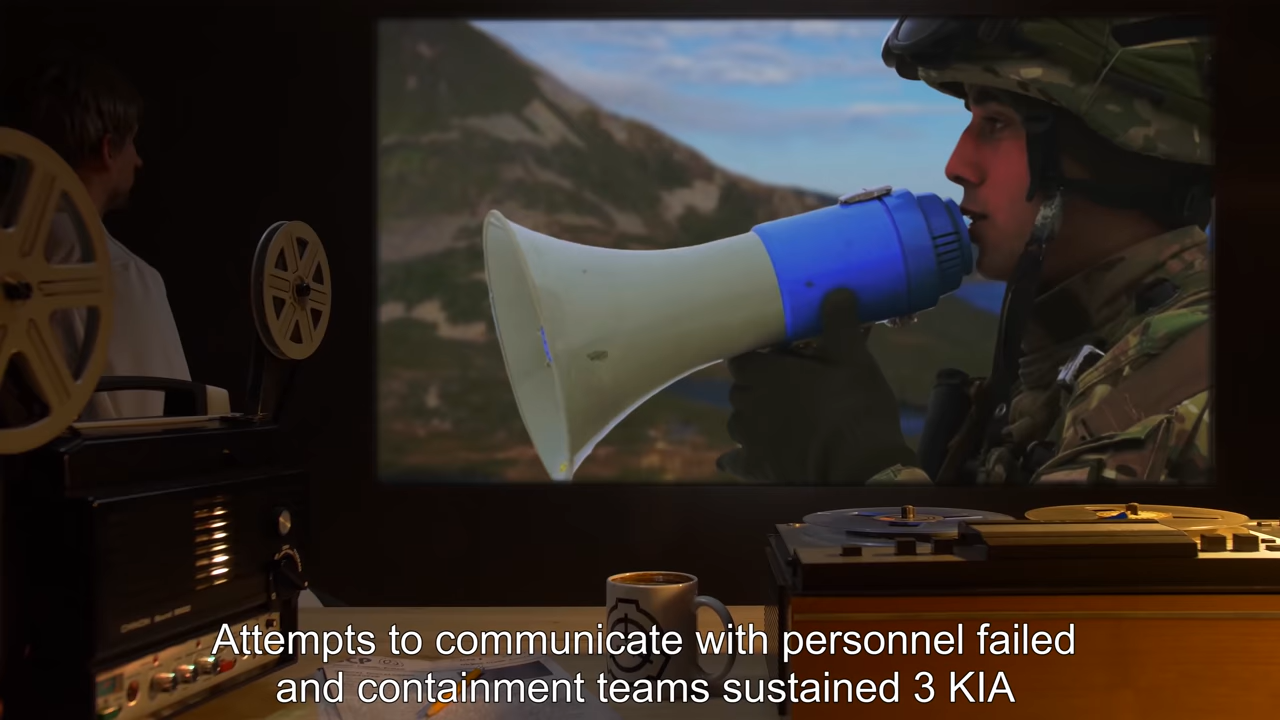 Attempts to communicate with personnel failed
and containment teams sustained 3 KIA